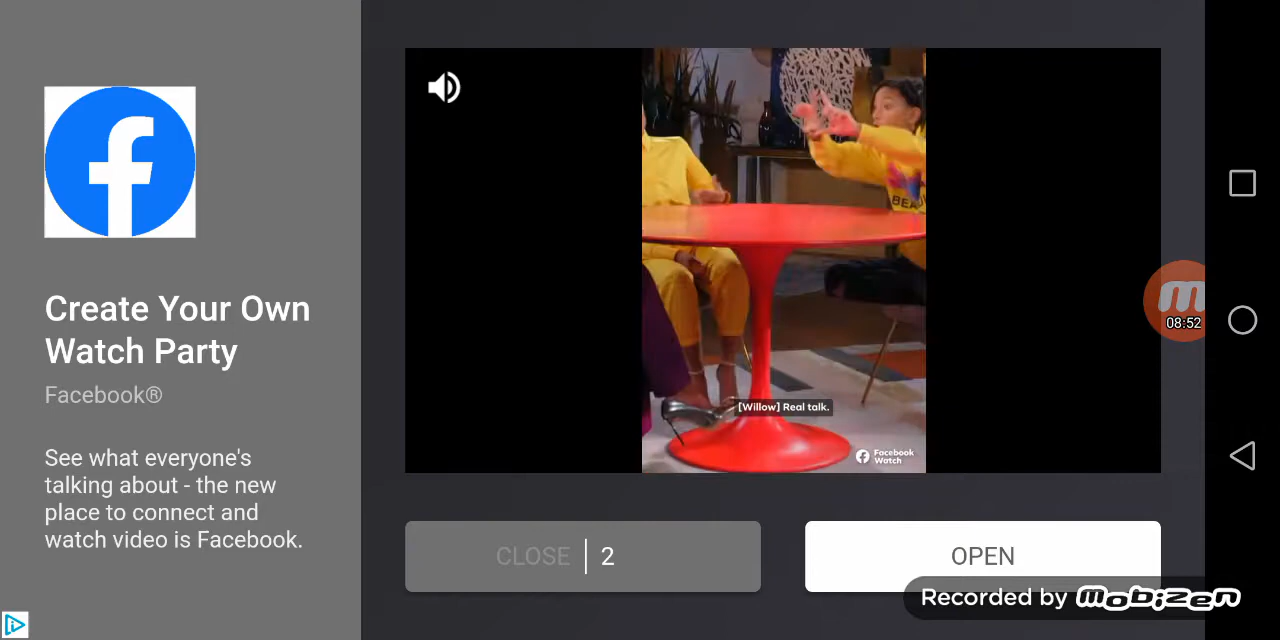 Create Your Own
Watch Party
Facebook®
See what everyone's
talking about - the new
place to connect and
watch video is Facebook.
[Willow] Real talk.
Facebook
Watch
CLOSE | 2
OPEN
08:52
Recorded by mobizen